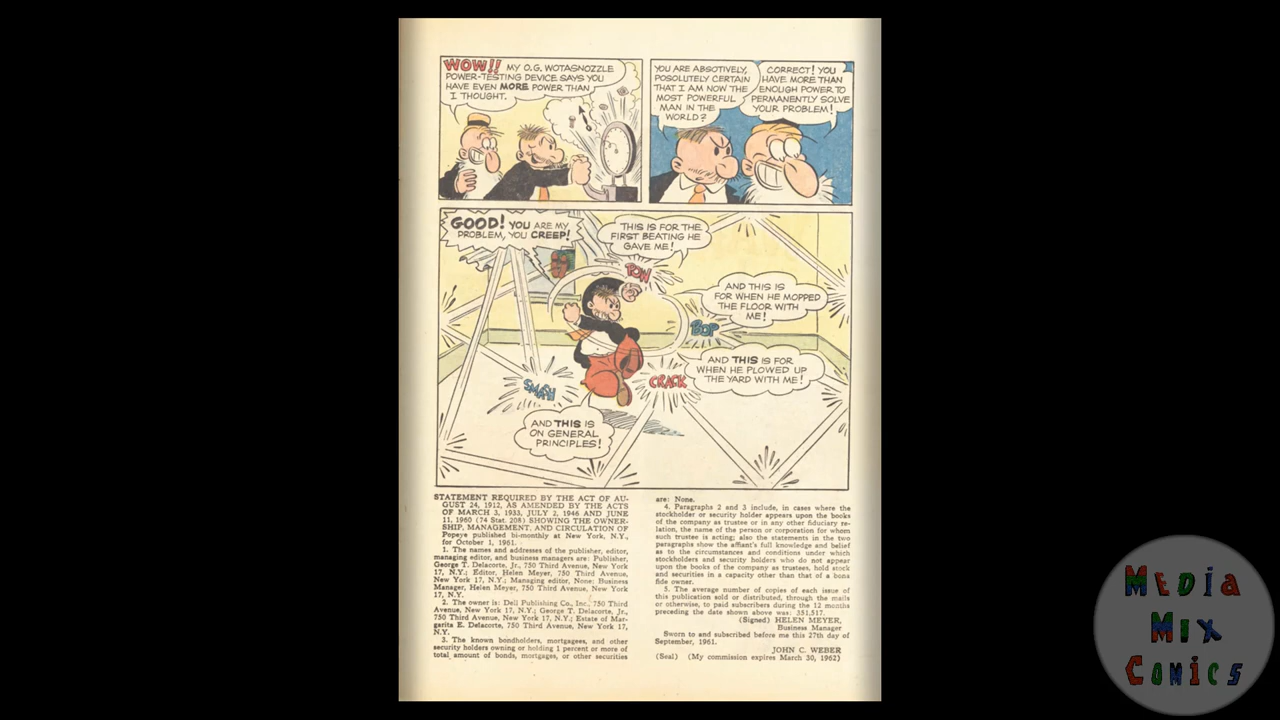 WOW!! MY O.G. WOTASNOZZLE
POWER-TESTING DEVICE SAYS YOU
HAVE EVEN MORE POWER THAN
I THOUGHT.
YOU ARE ABSOTIVELY,
POSOLUTELY CERTAIN
THAT I AM NOW THE
MOST POWERFUL
MAN IN THE
WORLD?
CORRECT! YOU
HAVE MORE THAN
ENOUGH POWER TO
PERMANENTLY SOLVE
YOUR PROBLEM!
GOOD! YOU ARE MY
PROBLEM, YOU CREEP!
THIS IS FOR THE
FIRST BEATING HE
GAVE ME!
POW
AND THIS IS
FOR WHEN HE MOPPED
THE FLOOR WITH
ME!
BOP
AND THIS IS FOR
WHEN HE PLOWED UP
THE YARD WITH ME!
CRACK
SMASH
AND THIS IS
ON GENERAL
PRINCIPLES!
STATEMENT REQUIRED BY THE ACT OF AU-
GUST 24, 1912, AS AMENDED BY THE ACTS
OF MARCH 3, 1933, JULY 2, 1946 AND JUNE
11, 1960 (74 Stat. 208) SHOWING THE OWNER-
SHIP, MANAGEMENT, AND CIRCULATION OF
Popeye published bi-monthly at New York, N.Y.,
for October 1, 1961.
1. The names and addresses of the publisher, editor,
managing editor, and business managers are: Publisher,
George T. Delacorte, Jr., 750 Third Avenue, New York
17, N.Y.; Editor, Helen Meyer, 750 Third Avenue,
New York 17, N.Y.; Managing editor, None; Business
Manager, Helen Meyer, 750 Third Avenue, New York
17, N.Y.
2. The owner is: Dell Publishing Co., Inc., 750 Third
Avenue, New York 17, N.Y.; George T. Delacorte, Jr.,
750 Third Avenue, New York 17, N.Y.; Estate of Mar-
garita E. Delacorte, 750 Third Avenue, New York 17,
N.Y.
3. The known bondholders, mortgagees, and other
security holders owning or holding 1 percent or more of
total amount of bonds, mortgages, or other securities
are: None.
4. Paragraphs 2 and 3 include, in cases where the
stockholder or security holder appears upon the books
of the company as trustee or in any other fiduciary re-
lation, the name of the person or corporation for whom
such trustee is acting; also the statements in the two
paragraphs show the affiant's full knowledge and belief
as to the circumstances and conditions under which
stockholders and security holders who do not appear
upon the books of the company as trustees, hold stock
and securities in a capacity other than that of a bona
fide owner.
5. The average number of copies of each issue of
this publication sold or distributed, through the mails
or otherwise, to paid subscribers during the 12 months
preceding the date shown above was: 351,517.
(Signed) HELEN MEYER,
Business Manager
Sworn to and subscribed before me this 27th day of
September, 1961.
JOHN C. WEBER
(Seal) (My commission expires March 30, 1962)
MEDiA
MiX
COMiCS